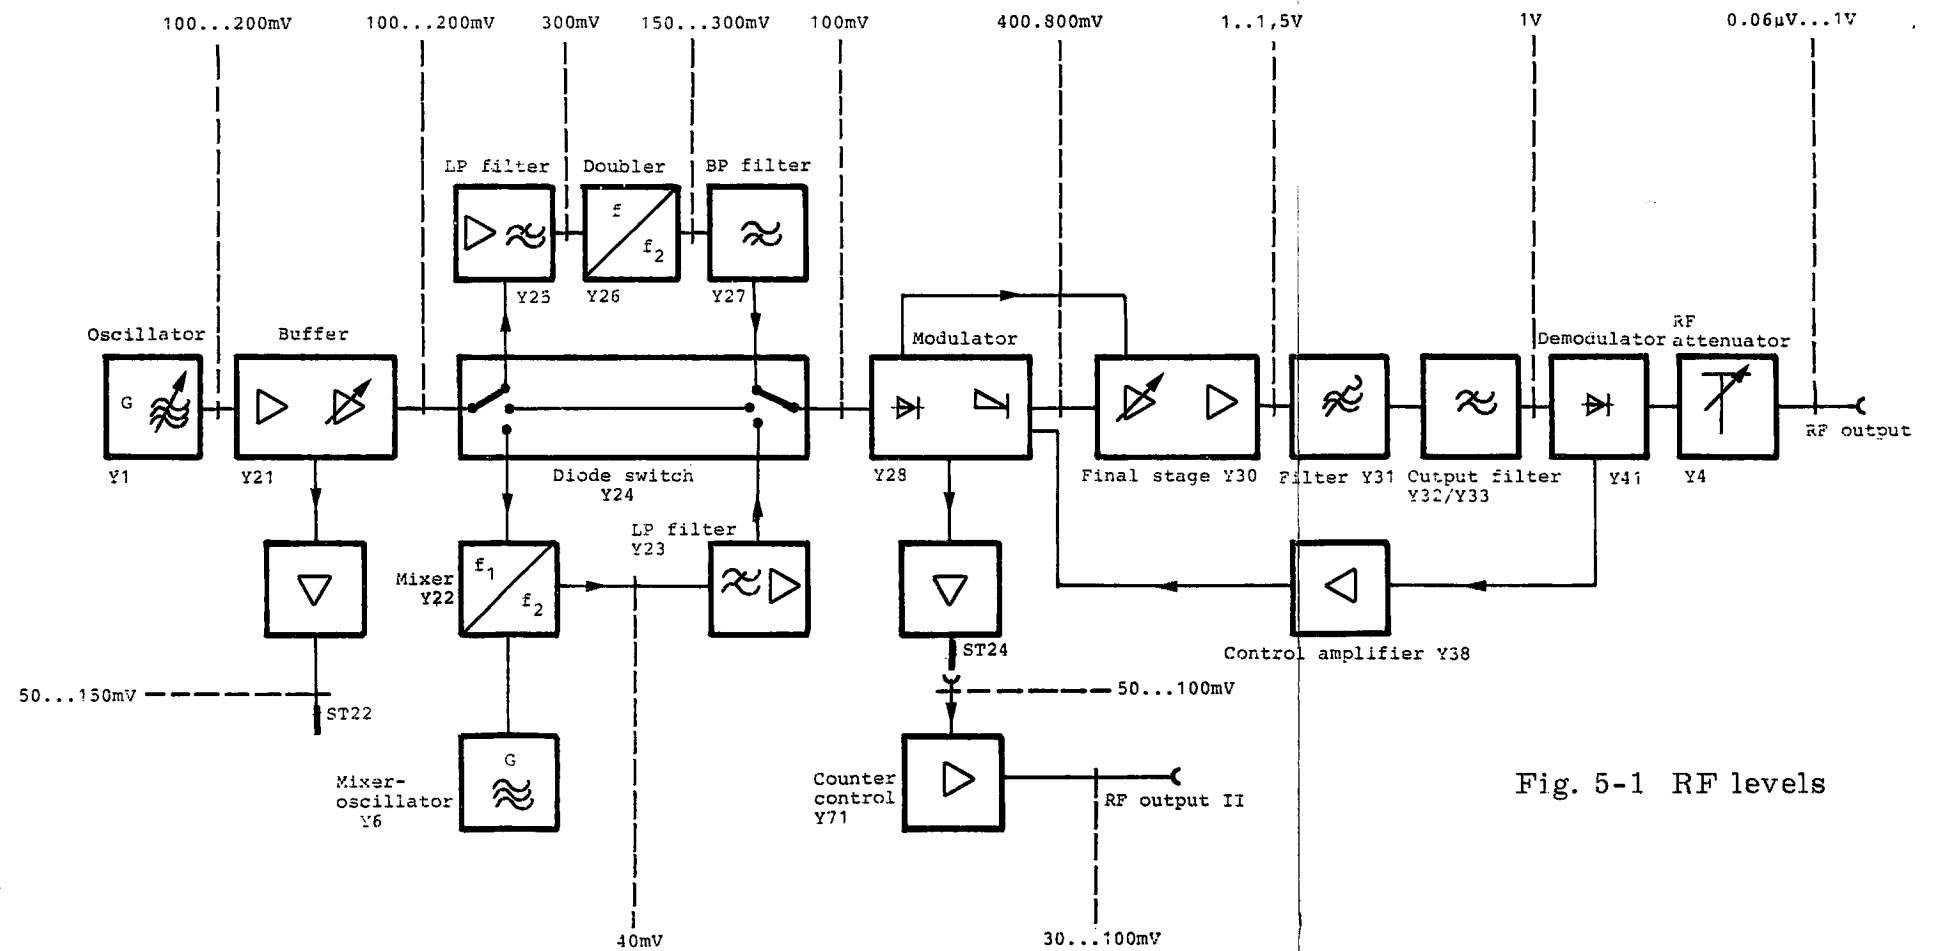 100...200mV
100...200mV
300mV
150...300mV
100mV
400.800mV
1..1,5V
1V
0.06µV...1V
LP filter
Doubler
BP filter
f
f2
Y25
Y26
Y27
Oscillator
Buffer
Modulator
Demodulator
RF
attenuator
G
RF output
Y1
Y21
Diode switch
Y24
Y28
Final stage Y30
Filter Y31
Output filter
Y32/Y33
Y41
Y4
LP filter
Y23
Mixer
Y22
f1
f2
ST24
Control amplifier Y38
50...150mV
ST22
50...100mV
G
Mixer-
oscillator
Y6
Counter
control
Y71
RF output II
Fig. 5-1 RF levels
40mV
30...100mV